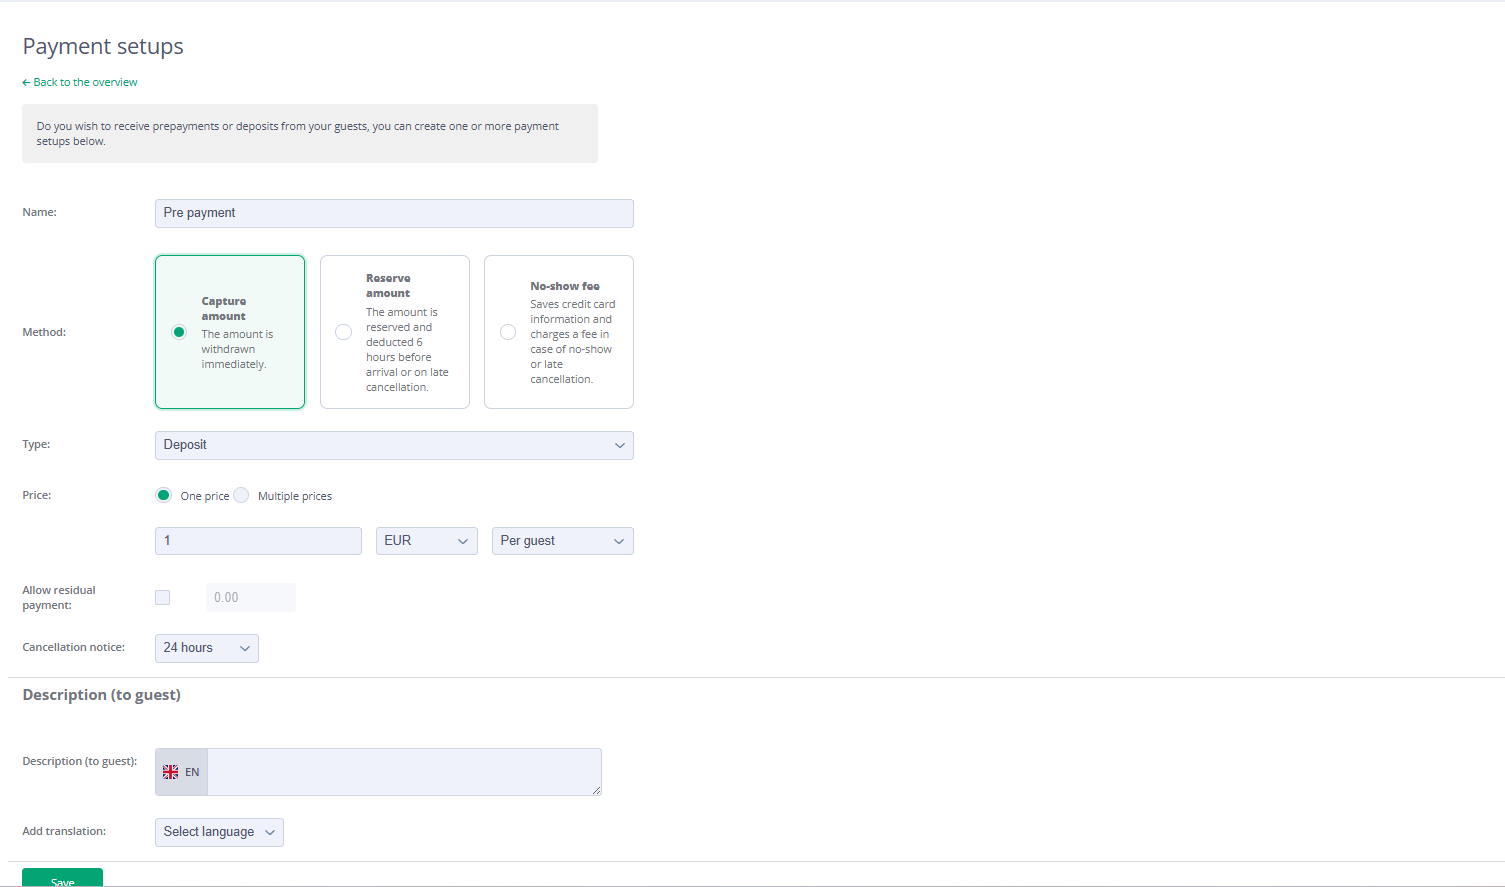 Payment setups
← Back to the overview
Do you wish to receive prepayments or deposits from your guests, you can create one or more payment
setups below.
Name:
Pre payment
Method:
Capture
amount
The amount is
withdrawn
immediately.
Reserve
amount
The amount is
reserved and
deducted 6
hours before
arrival or on late
cancellation.
No-show fee
Saves credit card
information and
charges a fee in
case of no-show
or late
cancellation.
Type:
Deposit
Price:
One price
Multiple prices
1
EUR
Per guest
Allow residual
payment:
0.00
Cancellation notice:
24 hours
Description (to guest)
Description (to guest):
EN
Add translation:
Select language
Save